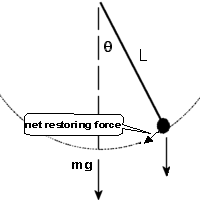 θ
L
net restoring force
mg